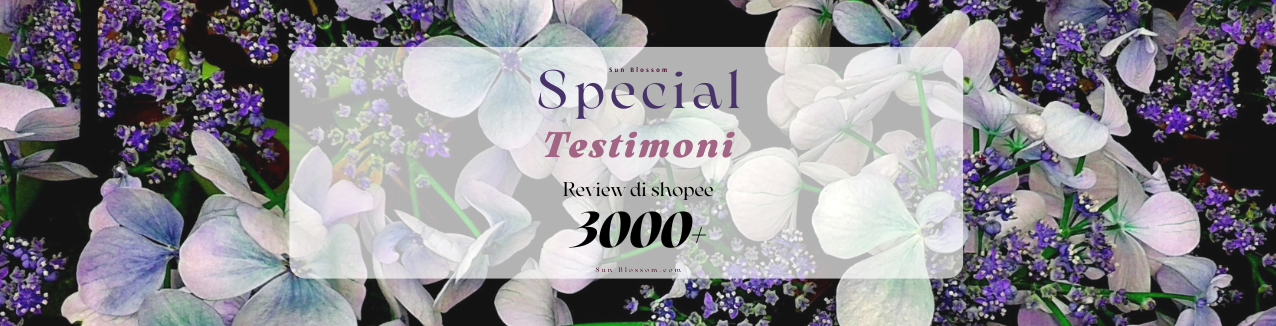 Sun Blossom
Special
Testimoni
Review di shopee
3000+
Sun Blossom.com